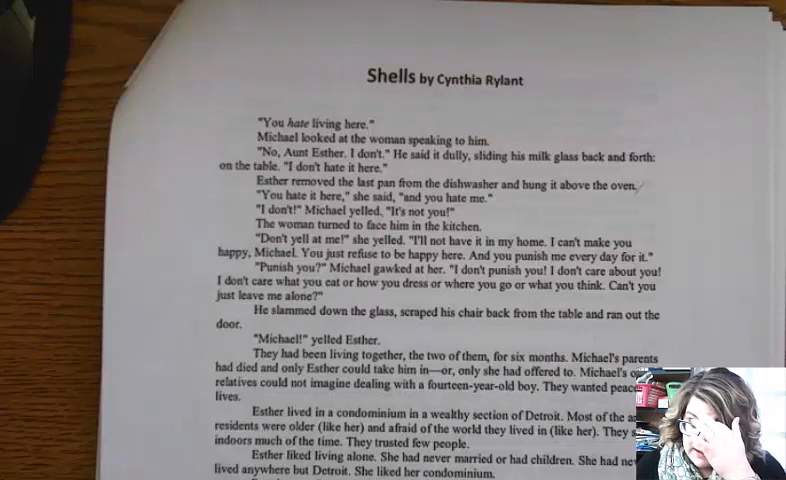 Shells by Cynthia Rylant
"You hate living here."
Michael looked at the woman speaking to him.
"No, Aunt Esther. I don't." He said it dully, sliding his milk glass back and forth
on the table. "I don't hate it here."
Esther removed the last pan from the dishwasher and hung it above the oven.
"You hate it here," she said, "and you hate me."
"I don't!" Michael yelled, "It's not you!"
The woman turned to face him in the kitchen.
"Don't yell at me!" she yelled. "I'll not have it in my home. I can't make you
happy, Michael. You just refuse to be happy here. And you punish me every day for it."
"Punish you?" Michael gawked at her. "I don't punish you! I don't care about you!
I don't care what you eat or how you dress or where you go or what you think. Can't you
just leave me alone?"
He slammed down the glass, scraped his chair back from the table and ran out the
door.
"Michael!" yelled Esther.
They had been living together, the two of them, for six months. Michael's parents
had died and only Esther could take him in—or, only she had offered to. Michael's
relatives could not imagine dealing with a fourteen-year-old boy. They wanted
lives.
Esther lived in a condominium in a wealthy section of Detroit. Most of the
residents were older (like her) and afraid of the world they lived in (like her). They
indoors much of the time. They trusted few people.
Esther liked living alone. She had never married or had children. She had
lived anywhere but Detroit. She liked her condominium.